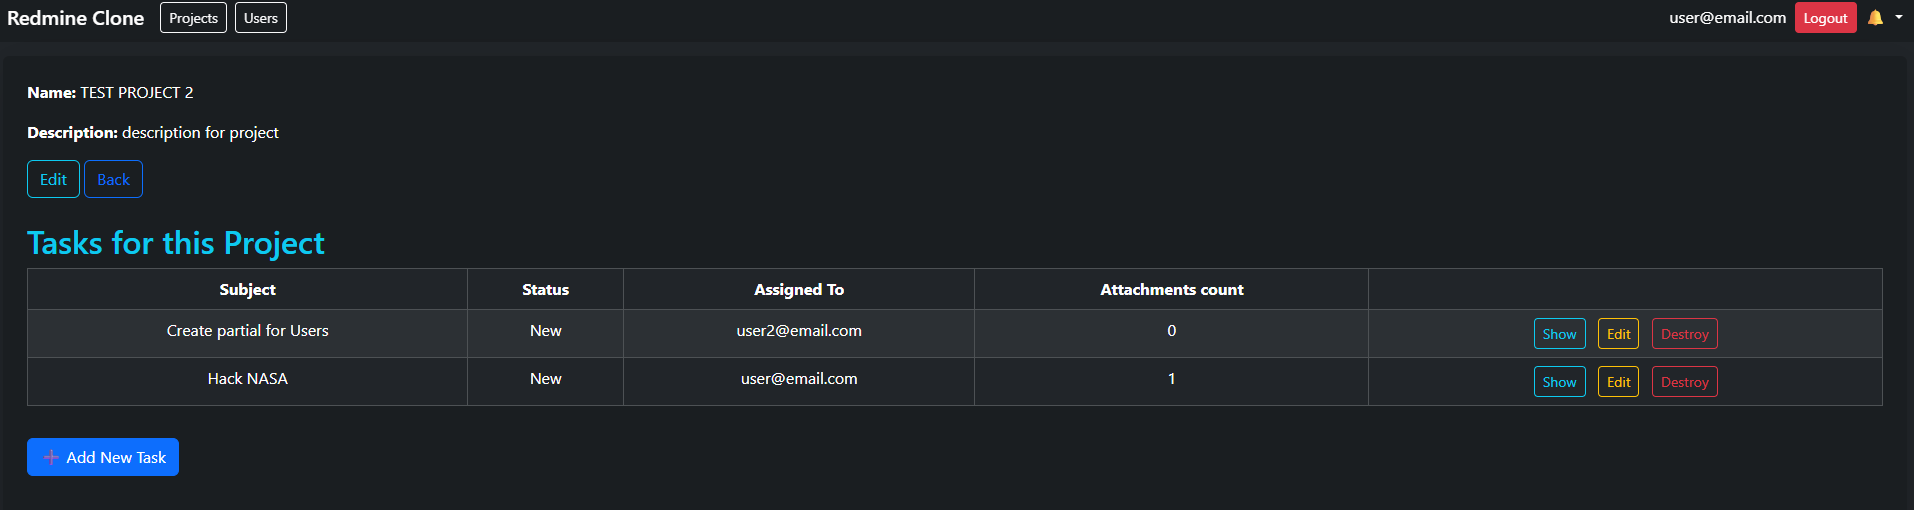 Redmine Clone Projects Users user@email.com Logout
Name: TEST PROJECT 2
Description: description for project
Edit Back
Tasks for this Project
Subject Status Assigned To Attachments count
Create partial for Users New user2@email.com 0 Show Edit Destroy
Hack NASA New user@email.com 1 Show Edit Destroy
Add New Task